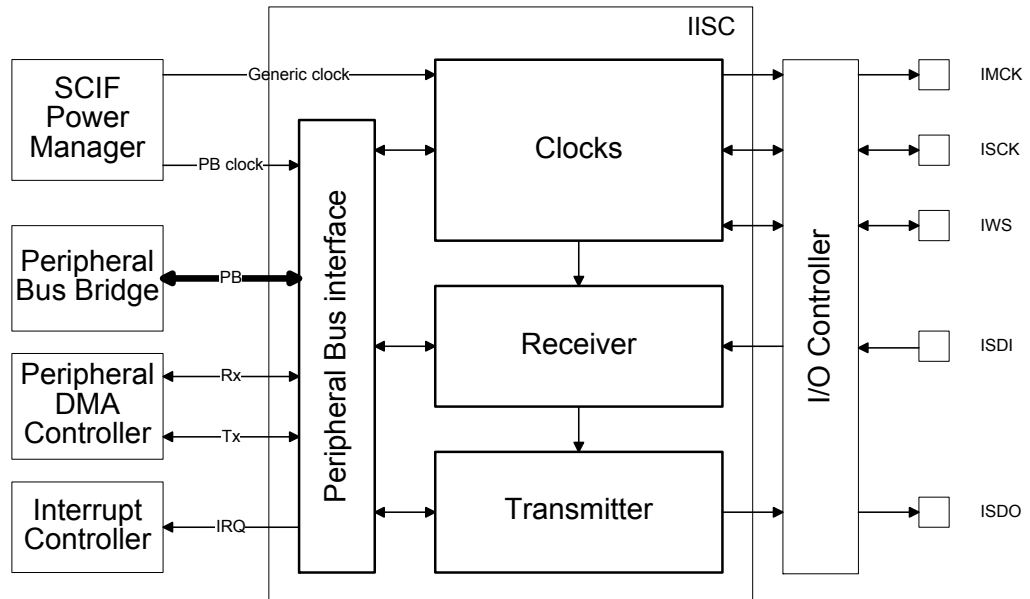 IISC
SCIF
Power
Manager
Generic clock
PB clock
Clocks
IMCK
ISCK
IWS
Peripheral
Bus Bridge
PB
Peripheral Bus interface
Receiver
I/O Controller
ISDI
Peripheral
DMA
Controller
Rx
Tx
Transmitter
ISDO
Interrupt
Controller
IRQ